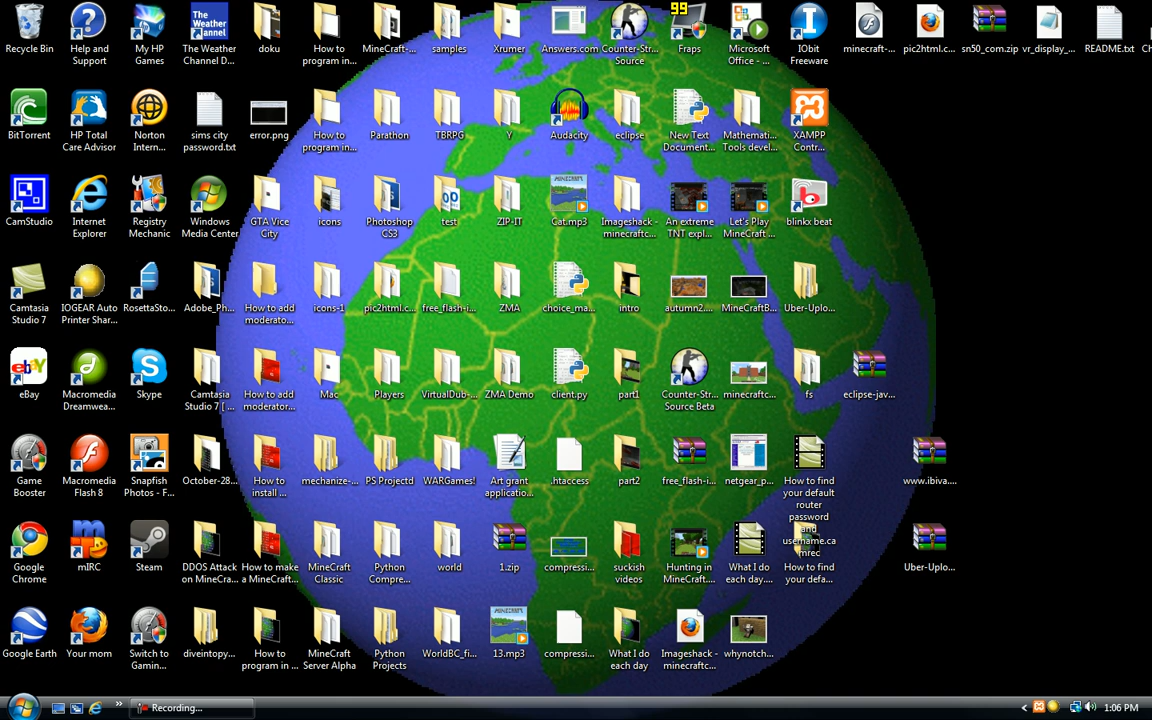 Recycle Bin
Help and
Support
My HP
Games
The Weather
Channel D...
doku
How to
program in...
MineCraft-...
samples
Xrumer
Answers.com
Counter-Str...
Source
99
Fraps
Microsoft
Office - ...
IObit
Freeware
minecraft-...
pic2html.c...
sn50_com.zip
vr_display_...
README.txt
The
Weather
Channel
BitTorrent
HP Total
Care Advisor
Norton
Intern...
sims city
password.txt
error.png
How to
program in...
Parathon
TBRPG
Y
Audacity
eclipse
New Text
Document...
Mathemati...
Tools devel...
XAMPP
Contr...
CamStudio
Internet
Explorer
Registry
Mechanic
Windows
Media Center
GTA Vice
City
icons
Photoshop
CS3
test
ZIP-IT
MINECRAFT
Cat.mp3
Imageshack -
minecraftc...
An extreme
TNT expl...
Let's Play
MineCraft ...
blinkx beat
Camtasia
Studio 7
IOGEAR Auto
Printer Shar...
RosettaSto...
Adobe_Ph...
How to add
moderato...
icons-1
pic2html.c...
free_flash-i...
ZMA
choice_ma...
intro
autumn2....
MineCraftB...
Uber-Uplo...
eBay
Macromedia
Dreamwea...
Skype
Camtasia
Studio 7 [ ...
How to add
moderator...
Mac
Players
VirtualDub-...
ZMA Demo
client.py
part1
Counter-Str...
Source Beta
minecraftc...
fs
eclipse-jav...
Game
Booster
Macromedia
Flash 8
Snapfish
Photos - F...
October-28...
How to
install ...
mechanize-...
PS Projectd
WARGames!
Art grant
applicatio...
.htaccess
part2
free_flash-i...
netgear_p...
How to find
your default
router
password
and
username.ca
mrec
www.ibiva....
Google
Chrome
mIRC
Steam
DDOS Attack
on MineCra...
How to make
a MineCraft...
MineCraft
Classic
Python
Compre...
world
1.zip
compressi...
suckish
videos
Hunting in
MineCraft....
What I do
each day....
How to find
your defa...
Uber-Uplo...
Google Earth
Your mom
Switch to
Gamin...
diveintopy...
How to
program in ...
MineCraft
Server Alpha
Python
Projects
WorldBC_fi...
MINECRAFT
13.mp3
compressi...
What I do
each day
Imageshack -
minecraftc...
whynotch...
Recording...
1:06 PM